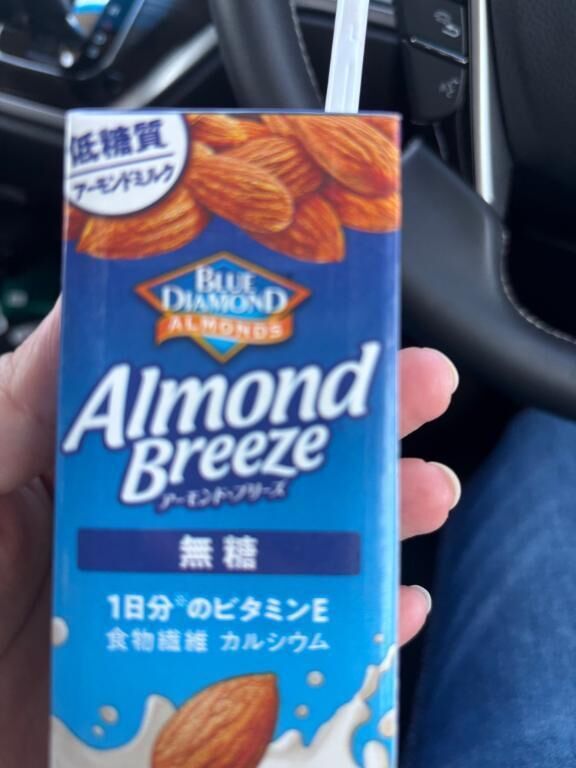 低糖質
アーモンドミルク
BLUE
DIAMOND
ALMONDS
Almond
Breeze
アーモンド・ブリーズ
無糖
1日分※のビタミンE
食物繊維 カルシウム